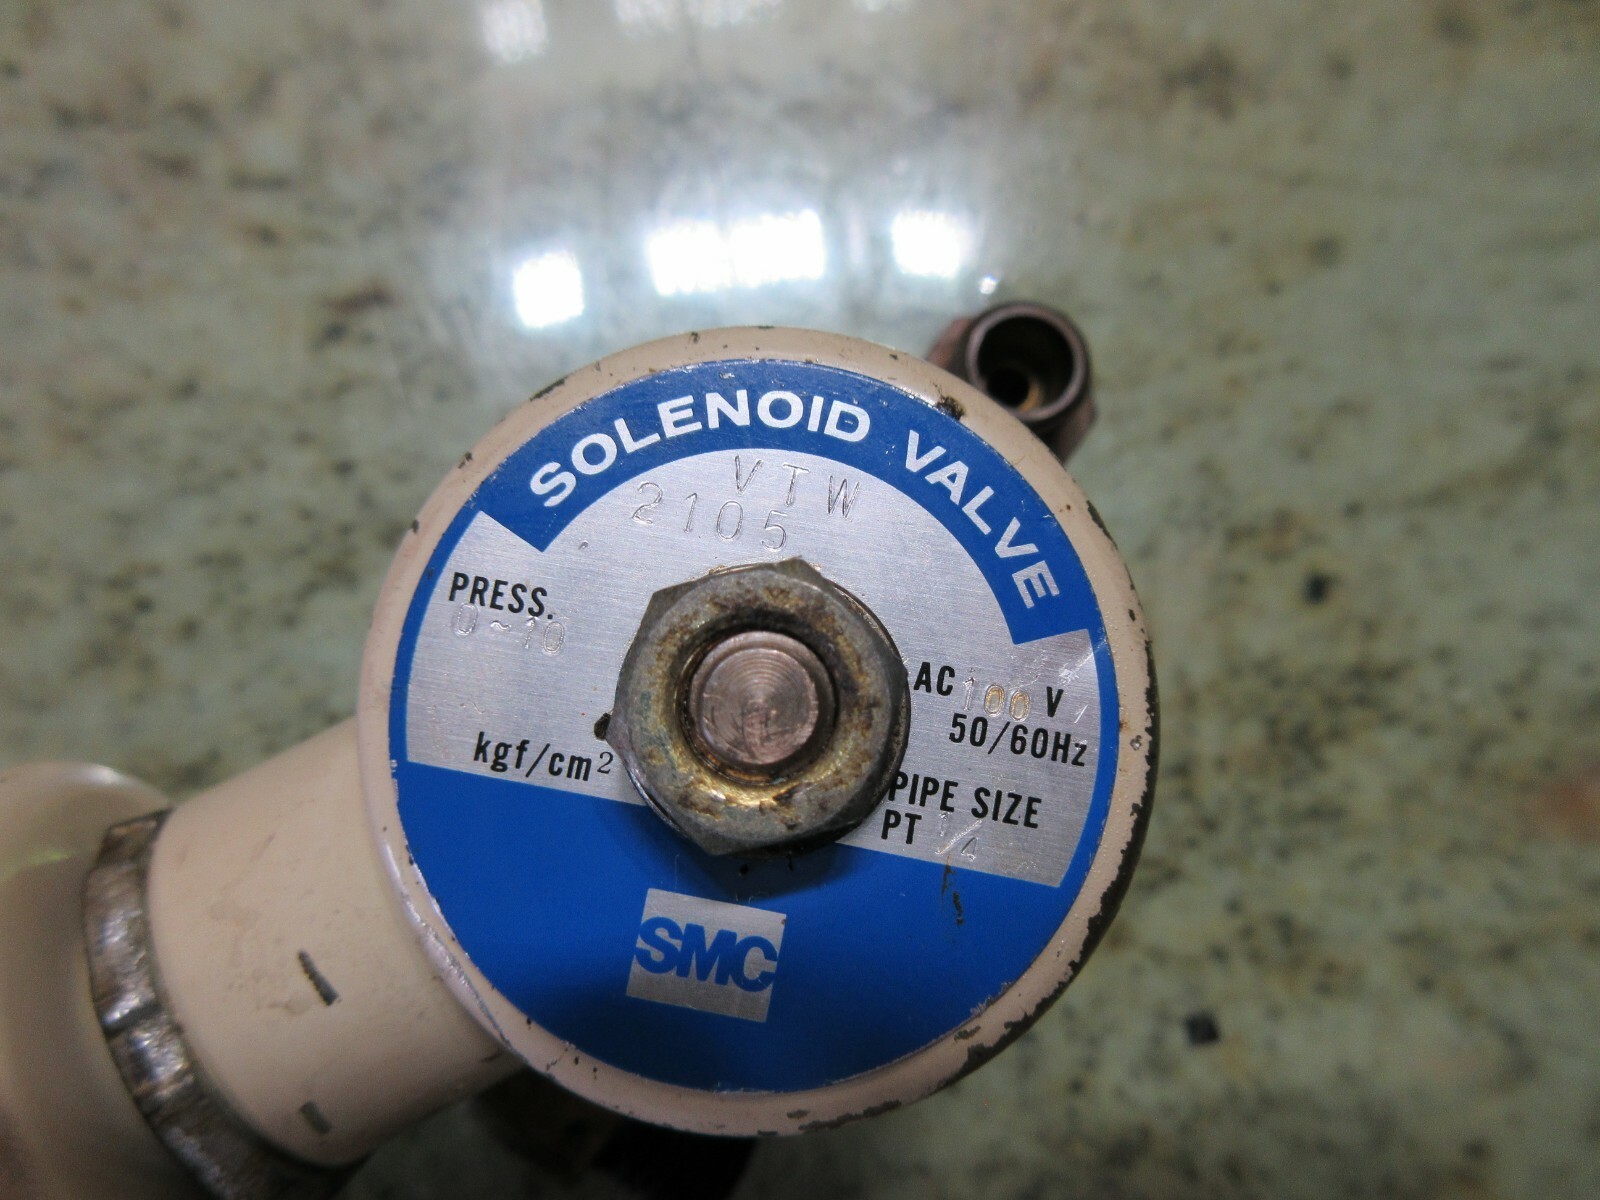 SOLENOID VALVE
VTW
2105
PRESS.
0~10
kgf/cm²
AC 100 V
50/60Hz
PIPE SIZE
PT 1/4
SMC